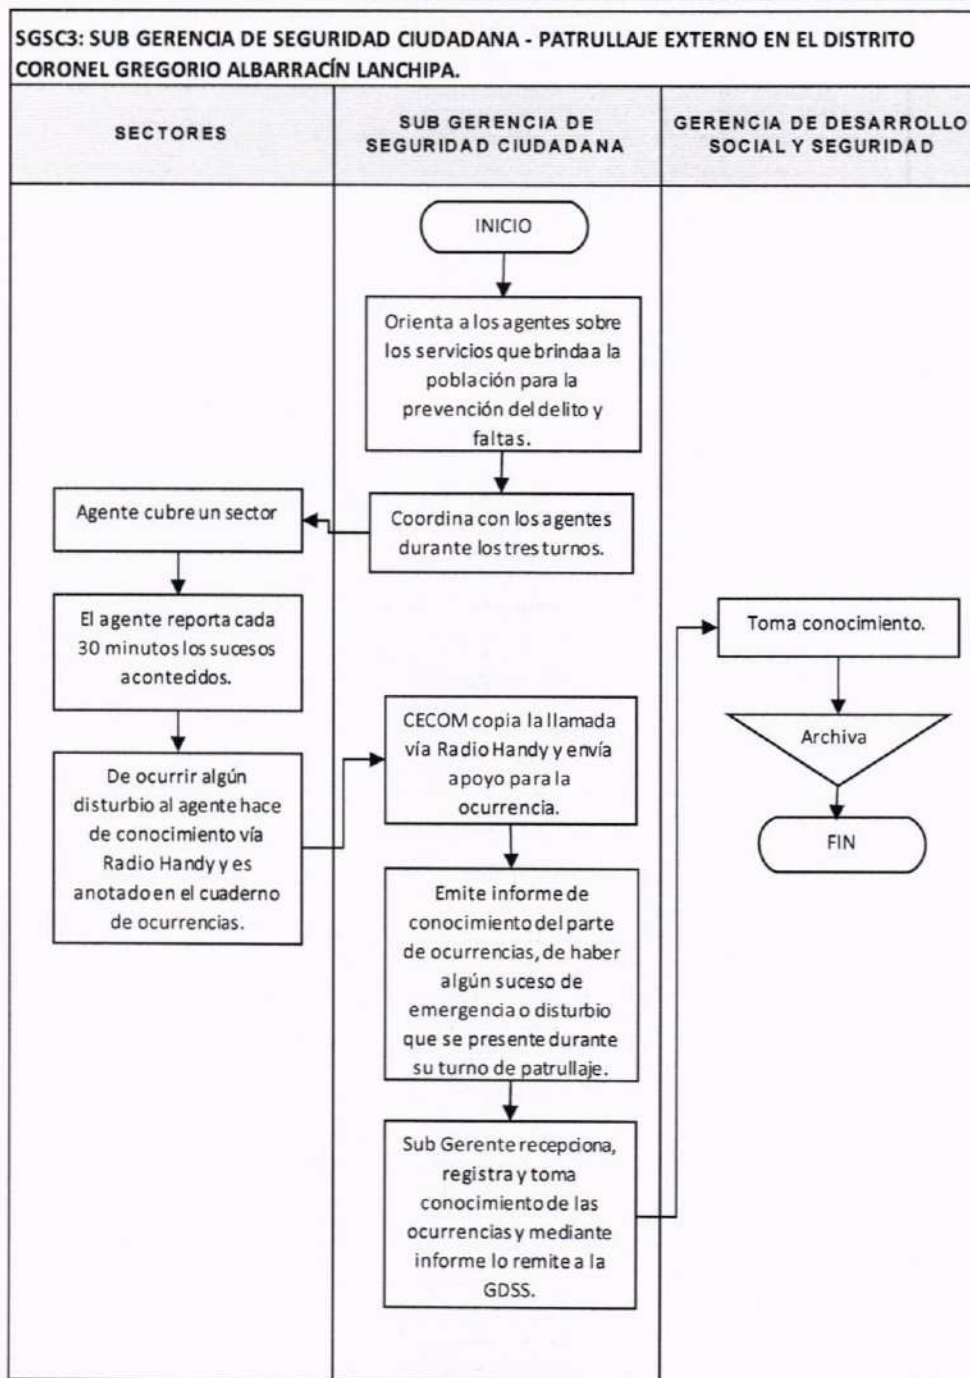 SGSC3: SUB GERENCIA DE SEGURIDAD CIUDADANA - PATRULLAJE EXTERNO EN EL DISTRITO
CORONEL GREGORIO ALBARRACÍN LANCHIPA.
SECTORES
SUB GERENCIA DE
SEGURIDAD CIUDADANA
GERENCIA DE DESARROLLO
SOCIAL Y SEGURIDAD
INICIO
Orienta a los agentes sobre
los servicios que brinda a la
población para la
prevención del delito y
faltas.
Coordina con los agentes
durante los tres turnos.
Agente cubre un sector
El agente reporta cada
30 minutos los sucesos
acontecidos.
De ocurrir algún
disturbio al agente hace
de conocimiento vía
Radio Handy y es
anotado en el cuaderno
de ocurrencias.
CECOM copia la llamada
vía Radio Handy y envía
apoyo para la
ocurrencia.
Emite informe de
conocimiento del parte
de ocurrencias, de haber
algún suceso de
emergencia o disturbio
que se presente durante
su turno de patrullaje.
Sub Gerente recepciona,
registra y toma
conocimiento de las
ocurrencias y mediante
informe lo remite a la
GDSS.
Toma conocimiento.
Archiva
FIN